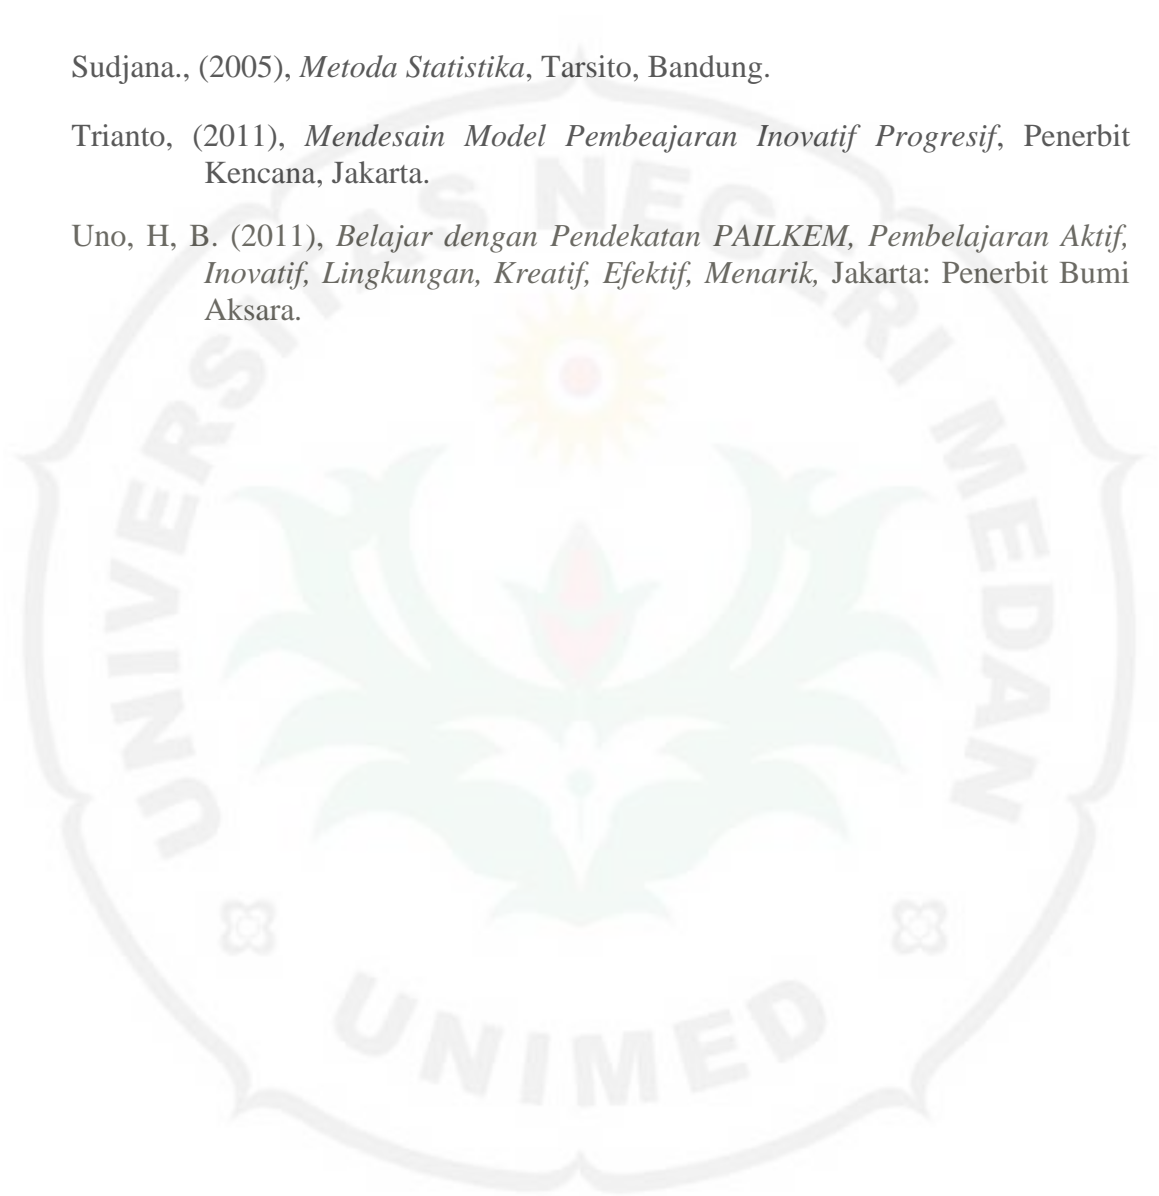 Sudjana., (2005), Metoda Statistika, Tarsito, Bandung.
Trianto, (2011), Mendesain Model Pembeajaran Inovatif Progresif, Penerbit
Kencana, Jakarta.
Uno, H, B. (2011), Belajar dengan Pendekatan PAILKEM, Pembelajaran Aktif,
Inovatif, Lingkungan, Kreatif, Efektif, Menarik, Jakarta: Penerbit Bumi
Aksara.
UNIVERSITAS NEGERI MEDAN
UNIMED